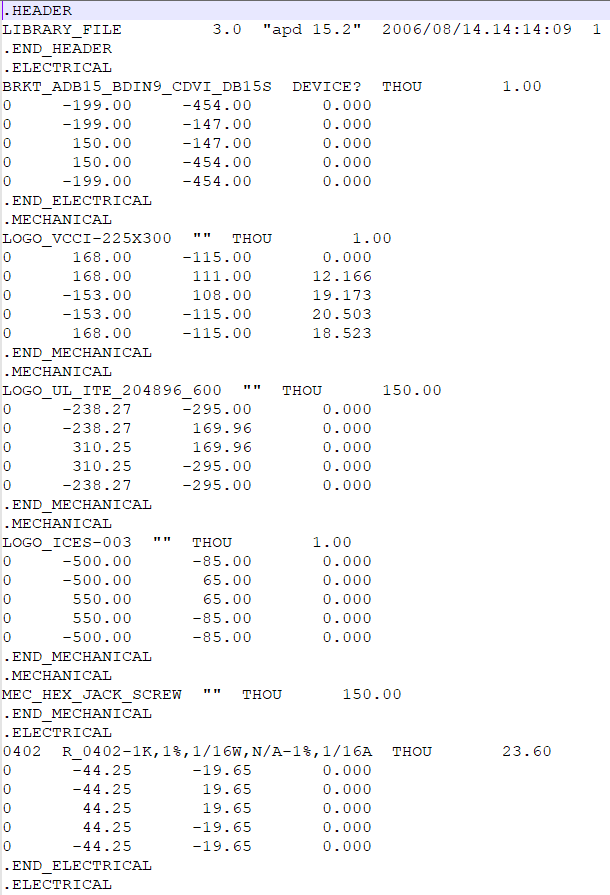 .HEADER
LIBRARY_FILE         3.0  "apd 15.2"  2006/08/14.14:14:09  1
.END_HEADER
.ELECTRICAL
BRKT_ADB15_BDIN9_CDVI_DB15S  DEVICE?  THOU        1.00
0     -199.00     -454.00       0.000
0     -199.00     -147.00       0.000
0      150.00     -147.00       0.000
0      150.00     -454.00       0.000
0     -199.00     -454.00       0.000
.END_ELECTRICAL
.MECHANICAL
LOGO_VCCI-225X300  ""  THOU        1.00
0      168.00     -115.00       0.000
0      168.00      111.00      12.166
0     -153.00      108.00      19.173
0     -153.00     -115.00      20.503
0      168.00     -115.00      18.523
.END_MECHANICAL
.MECHANICAL
LOGO_UL_ITE_204896_600  ""  THOU      150.00
0     -238.27     -295.00       0.000
0     -238.27      169.96       0.000
0      310.25      169.96       0.000
0      310.25     -295.00       0.000
0     -238.27     -295.00       0.000
.END_MECHANICAL
.MECHANICAL
LOGO_ICES-003  ""  THOU        1.00
0     -500.00      -85.00       0.000
0     -500.00       65.00       0.000
0      550.00       65.00       0.000
0      550.00      -85.00       0.000
0     -500.00      -85.00       0.000
.END_MECHANICAL
.MECHANICAL
MEC_HEX_JACK_SCREW  ""  THOU      150.00
.END_MECHANICAL
.ELECTRICAL
0402  R_0402-1K,1%,1/16W,N/A-1%,1/16A  THOU       23.60
0      -44.25      -19.65       0.000
0      -44.25       19.65       0.000
0       44.25       19.65       0.000
0       44.25      -19.65       0.000
0      -44.25      -19.65       0.000
.END_ELECTRICAL
.ELECTRICAL